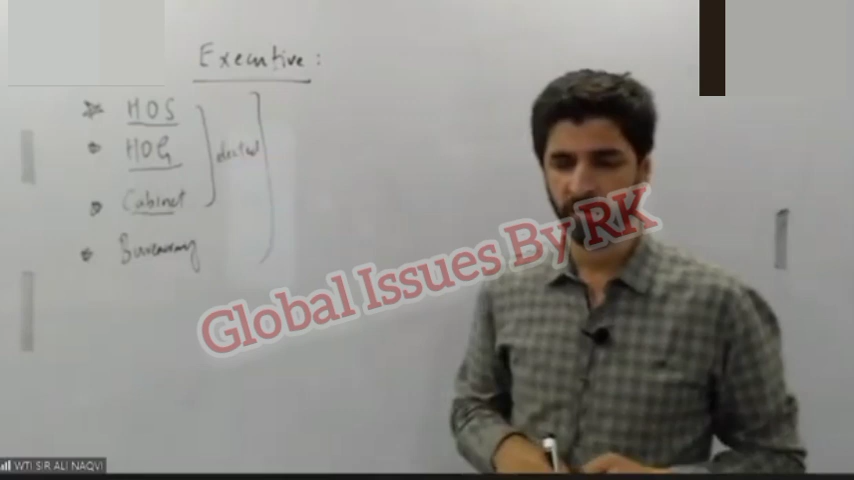 Executive :
HOS
HOG
Cabinet
elected
Bureaucracy
Global Issues By RK
WTI SIR ALI NAQVI